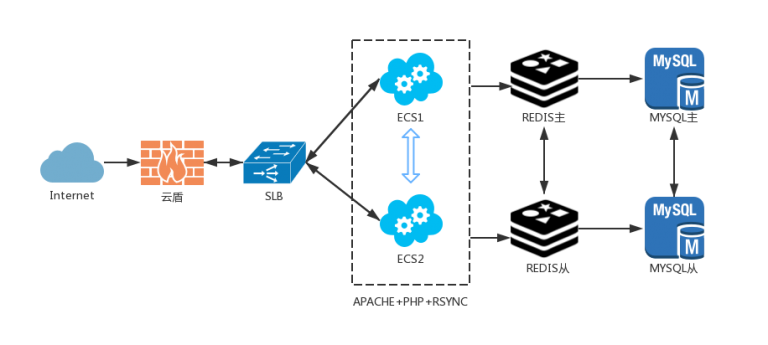 Internet
云盾
SLB
ECS1
ECS2
APACHE+PHP+RSYNC
REDIS主
REDIS从
MySQL
M
MYSQL主
MySQL
M
MYSQL从